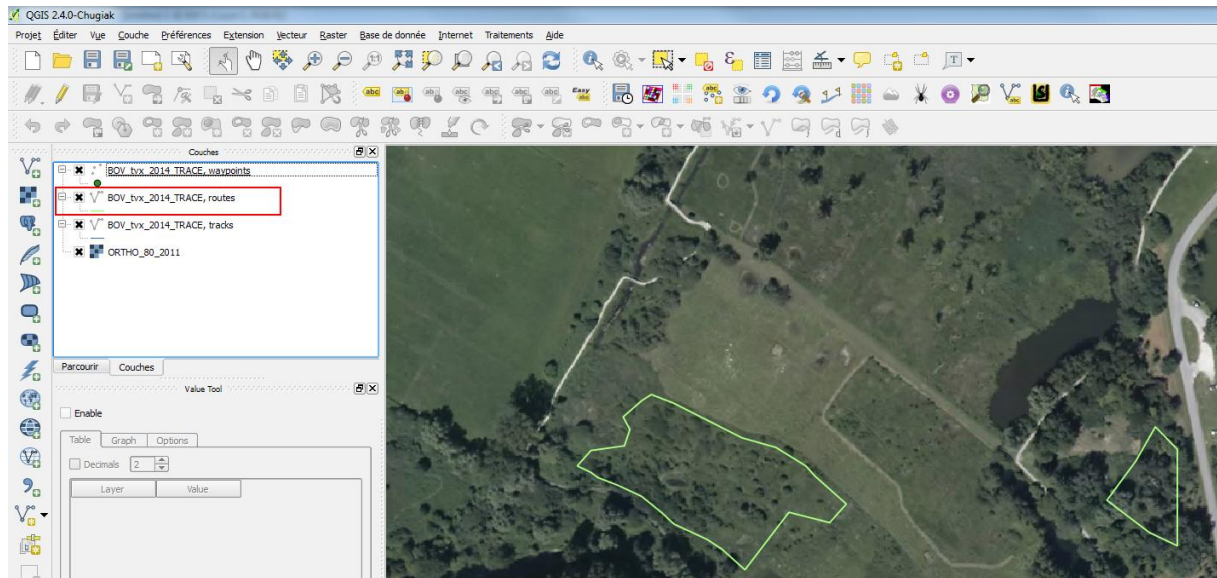 QGIS 2.4.0-Chugiak
Projet Éditer Vue Couche Préférences Extension Vecteur Raster Base de donnée Internet Traitements Aide
Couches
BOV_tvx_2014_TRACE, waypoints
BOV_tvx_2014_TRACE, routes
BOV_tvx_2014_TRACE, tracks
ORTHO_80_2011
Parcourir Couches
Value Tool
Enable
Table Graph Options
Decimals 2
Layer Value